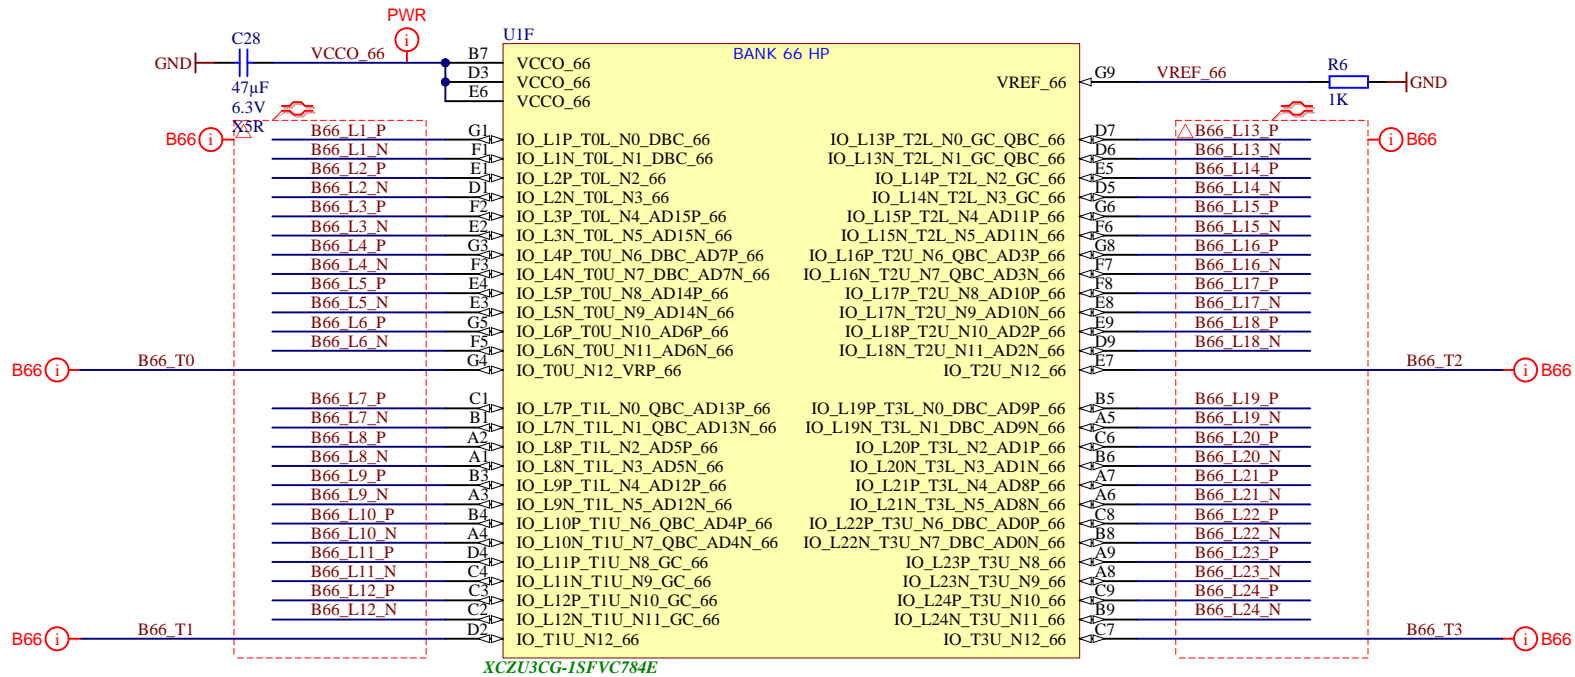 PWR
C28
VCCO_66
GND
47µF
6.3V
X5R
U1F
BANK 66 HP
B7 VCCO_66
D3 VCCO_66
E6 VCCO_66
VREF_66 G9 VREF_66
R6
1K
GND
B66
B66_L1_P G1 IO_L1P_T0L_N0_DBC_66
B66_L1_N F1 IO_L1N_T0L_N1_DBC_66
B66_L2_P E1 IO_L2P_T0L_N2_66
B66_L2_N D1 IO_L2N_T0L_N3_66
B66_L3_P F2 IO_L3P_T0L_N4_AD15P_66
B66_L3_N E2 IO_L3N_T0L_N5_AD15N_66
B66_L4_P G3 IO_L4P_T0U_N6_DBC_AD7P_66
B66_L4_N F3 IO_L4N_T0U_N7_DBC_AD7N_66
B66_L5_P E4 IO_L5P_T0U_N8_AD14P_66
B66_L5_N E3 IO_L5N_T0U_N9_AD14N_66
B66_L6_P G5 IO_L6P_T0U_N10_AD6P_66
B66_L6_N F5 IO_L6N_T0U_N11_AD6N_66
B66 B66_T0 G4 IO_T0U_N12_VRP_66
B66_L7_P C1 IO_L7P_T1L_N0_QBC_AD13P_66
B66_L7_N B1 IO_L7N_T1L_N1_QBC_AD13N_66
B66_L8_P A2 IO_L8P_T1L_N2_AD5P_66
B66_L8_N A1 IO_L8N_T1L_N3_AD5N_66
B66_L9_P B3 IO_L9P_T1L_N4_AD12P_66
B66_L9_N A3 IO_L9N_T1L_N5_AD12N_66
B66_L10_P B4 IO_L10P_T1U_N6_QBC_AD4P_66
B66_L10_N A4 IO_L10N_T1U_N7_QBC_AD4N_66
B66_L11_P D4 IO_L11P_T1U_N8_GC_66
B66_L11_N C4 IO_L11N_T1U_N9_GC_66
B66_L12_P C3 IO_L12P_T1U_N10_GC_66
B66_L12_N C2 IO_L12N_T1U_N11_GC_66
B66 B66_T1 D2 IO_T1U_N12_66
IO_L13P_T2L_N0_GC_QBC_66 D7 B66_L13_P
B66
IO_L13N_T2L_N1_GC_QBC_66 D6 B66_L13_N
IO_L14P_T2L_N2_GC_66 E5 B66_L14_P
IO_L14N_T2L_N3_GC_66 D5 B66_L14_N
IO_L15P_T2L_N4_AD11P_66 G6 B66_L15_P
IO_L15N_T2L_N5_AD11N_66 F6 B66_L15_N
IO_L16P_T2U_N6_QBC_AD3P_66 G8 B66_L16_P
IO_L16N_T2U_N7_QBC_AD3N_66 F7 B66_L16_N
IO_L17P_T2U_N8_AD10P_66 F8 B66_L17_P
IO_L17N_T2U_N9_AD10N_66 E8 B66_L17_N
IO_L18P_T2U_N10_AD2P_66 E9 B66_L18_P
IO_L18N_T2U_N11_AD2N_66 D9 B66_L18_N
IO_T2U_N12_66 E7 B66_T2 B66
IO_L19P_T3L_N0_DBC_AD9P_66 B5 B66_L19_P
IO_L19N_T3L_N1_DBC_AD9N_66 A5 B66_L19_N
IO_L20P_T3L_N2_AD1P_66 C6 B66_L20_P
IO_L20N_T3L_N3_AD1N_66 B6 B66_L20_N
IO_L21P_T3L_N4_AD8P_66 A7 B66_L21_P
IO_L21N_T3L_N5_AD8N_66 A6 B66_L21_N
IO_L22P_T3U_N6_DBC_AD0P_66 C8 B66_L22_P
IO_L22N_T3U_N7_DBC_AD0N_66 B8 B66_L22_N
IO_L23P_T3U_N8_66 A9 B66_L23_P
IO_L23N_T3U_N9_66 A8 B66_L23_N
IO_L24P_T3U_N10_66 C9 B66_L24_P
IO_L24N_T3U_N11_66 B9 B66_L24_N
IO_T3U_N12_66 C7 B66_T3 B66
XCZU3CG-1SFVC784E